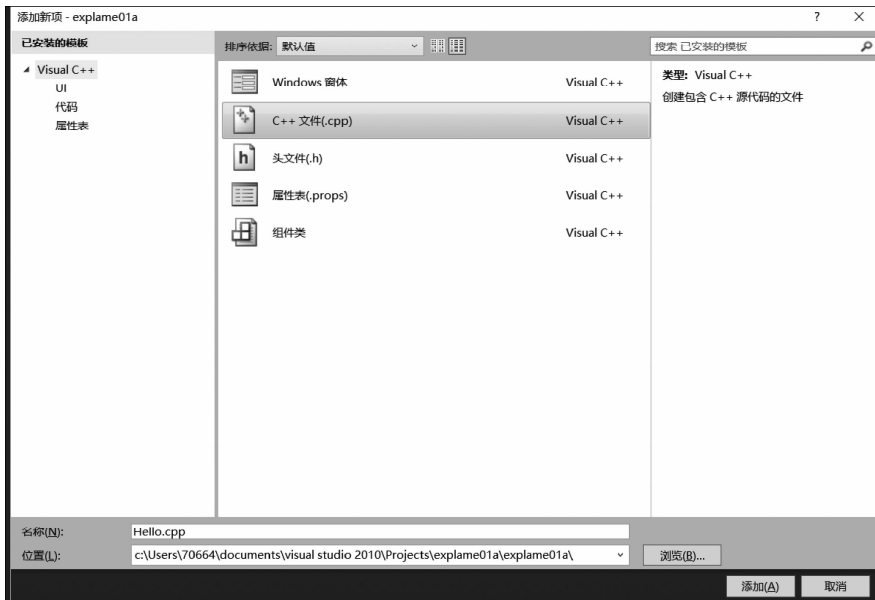 添加新项 - explame01a
? ×
已安装的模板
Visual C++
UI
代码
属性表
排序依据: 默认值
Windows 窗体 Visual C++
C++ 文件(.cpp) Visual C++
头文件(.h) Visual C++
属性表(.props) Visual C++
组件类 Visual C++
搜索 已安装的模板
类型: Visual C++
创建包含 C++ 源代码的文件
名称(N): Hello.cpp
位置(L): c:\Users\70664\documents\visual studio 2010\Projects\explame01a\explame01a\ 浏览(B)...
添加(A) 取消